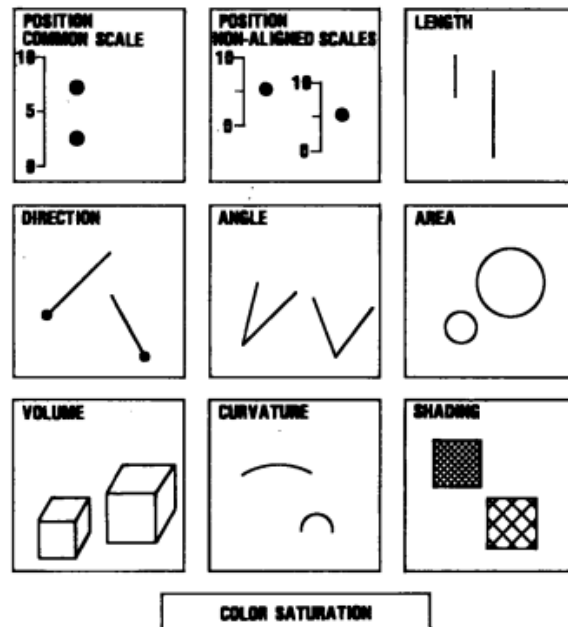 POSITION
COMMON SCALE
10
5
0
POSITION
NON-ALIGNED SCALES
10
0
10
0
LENGTH
DIRECTION
ANGLE
AREA
VOLUME
CURVATURE
SHADING
COLOR SATURATION